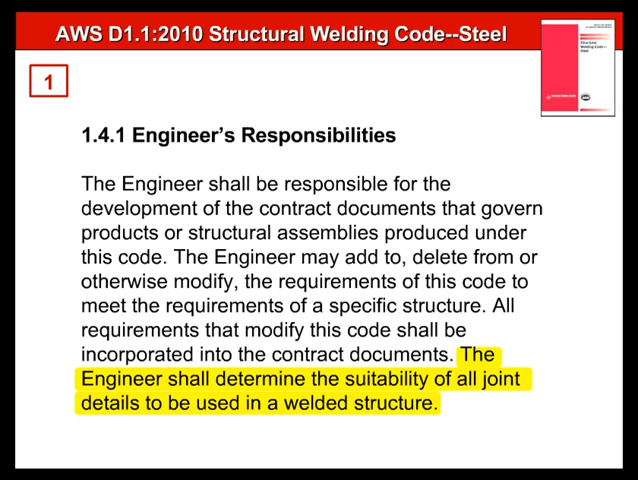 AWS D1.1:2010 Structural Welding Code--Steel
1
1.4.1 Engineer's Responsibilities
The Engineer shall be responsible for the
development of the contract documents that govern
products or structural assemblies produced under
this code. The Engineer may add to, delete from or
otherwise modify, the requirements of this code to
meet the requirements of a specific structure. All
requirements that modify this code shall be
incorporated into the contract documents. The
Engineer shall determine the suitability of all joint
details to be used in a welded structure.